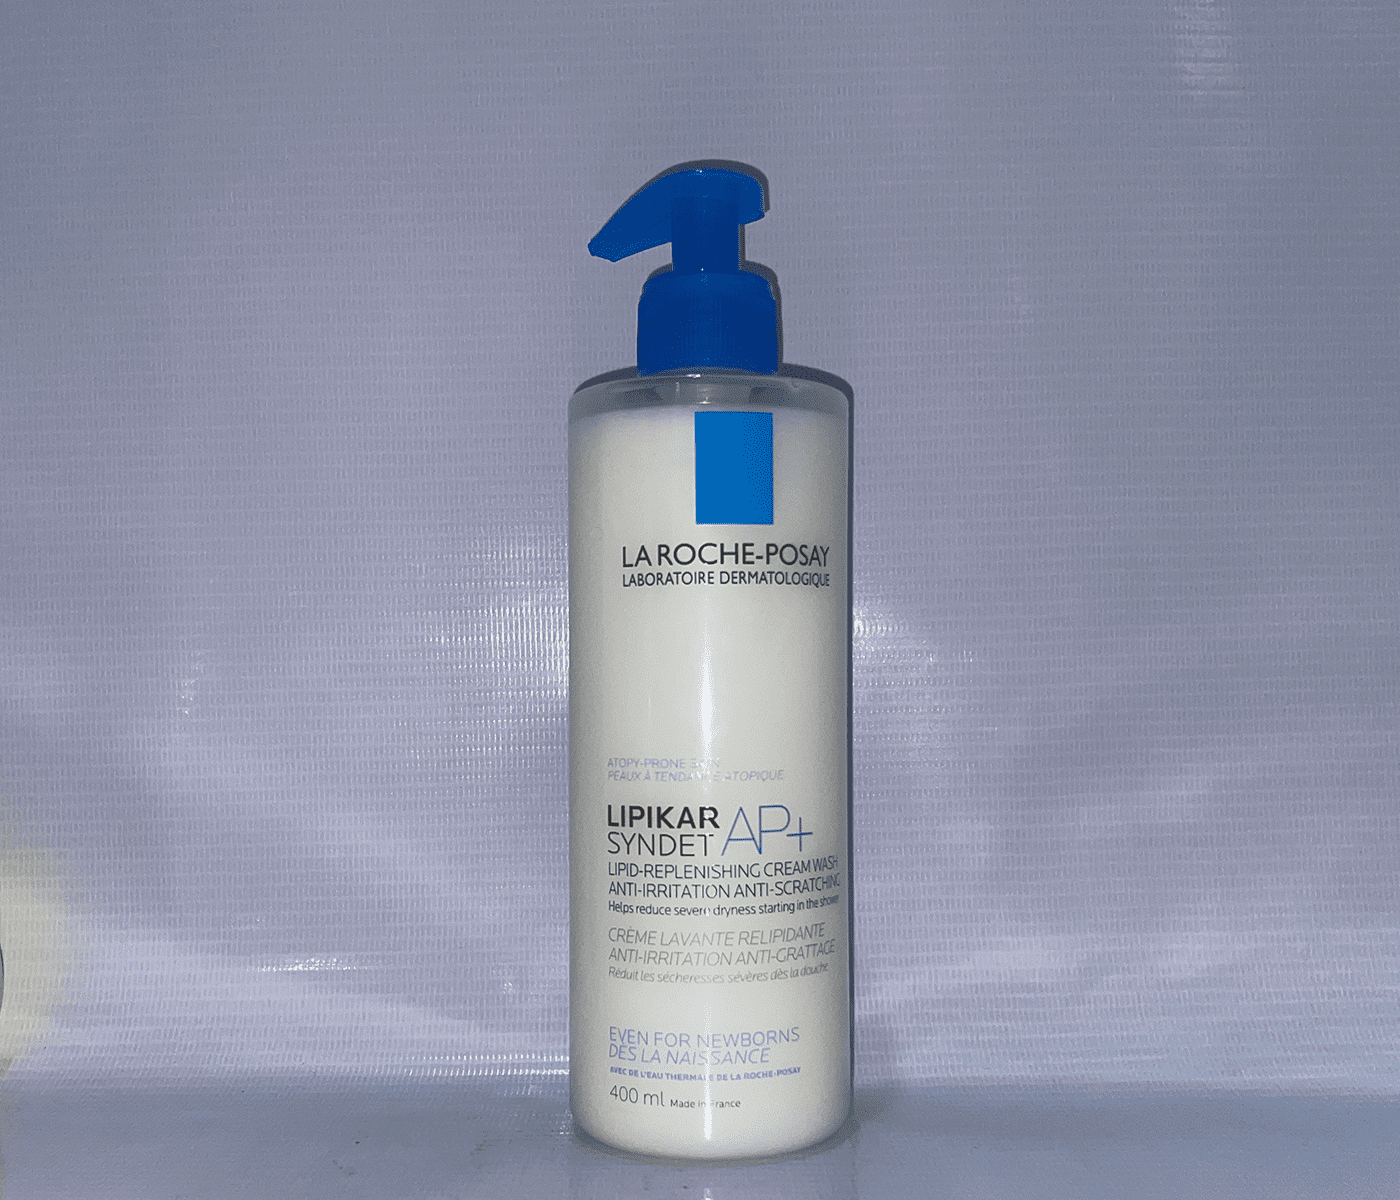 LA ROCHE-POSAY
LABORATOIRE DERMATOLOGIQUE
ATOPY-PRONE SKIN
PEAUX À TENDANCE ATOPIQUE
LIPIKAR
SYNDET AP+
LIPID-REPLENISHING CREAM WASH
ANTI-IRRITATION ANTI-SCRATCHING
Helps reduce severe dryness starting in the shower
CRÈME LAVANTE RELIPIDANTE
ANTI-IRRITATION ANTI-GRATTAGE
Réduit les sécheresses sévères dès la douche
EVEN FOR NEWBORNS
DÈS LA NAISSANCE
AVEC DE L'EAU THERMALE DE LA ROCHE-POSAY
400 ml Made in France